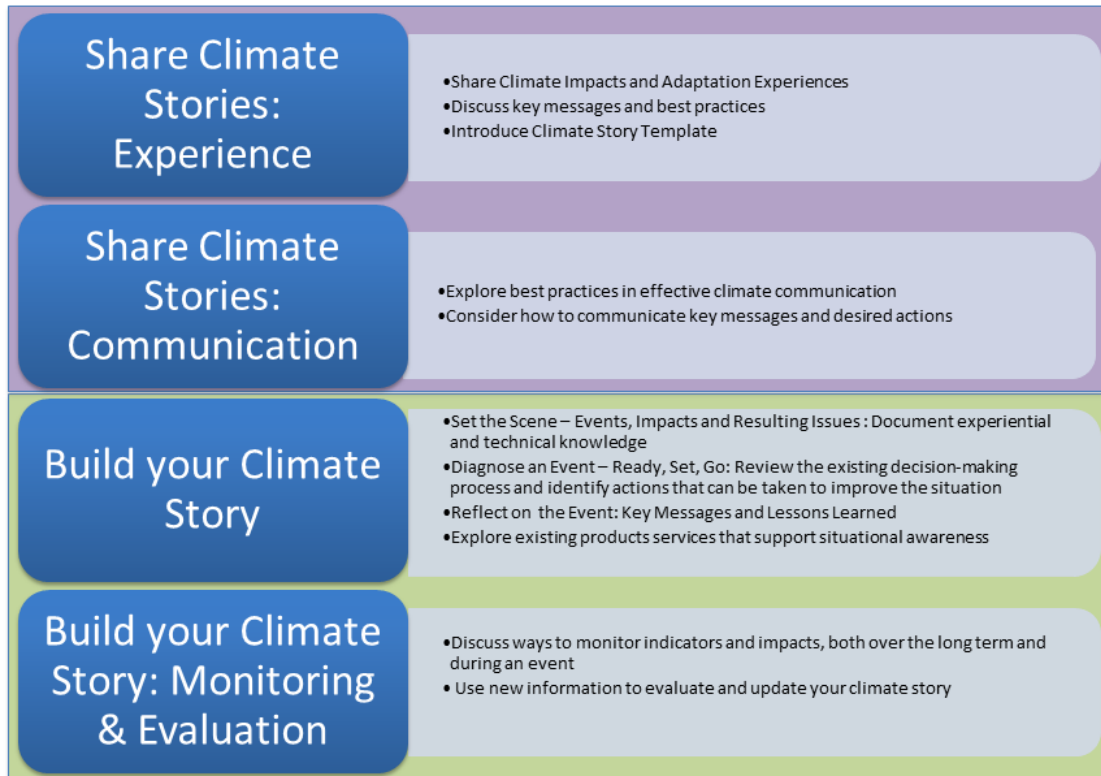 Share Climate
Stories:
Experience
•Share Climate Impacts and Adaptation Experiences
•Discuss key messages and best practices
•Introduce Climate Story Template
Share Climate
Stories:
Communication
•Explore best practices in effective climate communication
•Consider how to communicate key messages and desired actions
Build your Climate
Story
•Set the Scene – Events, Impacts and Resulting Issues : Document experiential
and technical knowledge
•Diagnose an Event – Ready, Set, Go: Review the existing decision-making
process and identify actions that can be taken to improve the situation
•Reflect on the Event: Key Messages and Lessons Learned
•Explore existing products services that support situational awareness
Build your Climate
Story: Monitoring
& Evaluation
•Discuss ways to monitor indicators and impacts, both over the long term and
during an event
• Use new information to evaluate and update your climate story